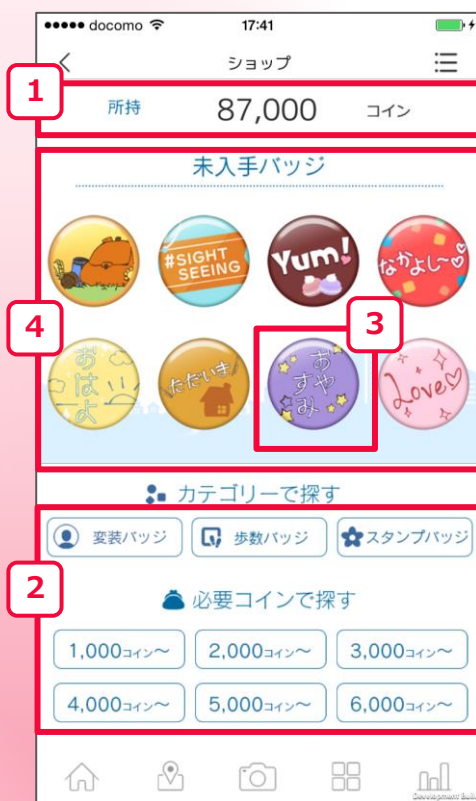 docomo 17:41
ショップ
1
所持 87,000 コイン
未入手バッジ
#SIGHT
SEEING
Yum!
なかよし〜
4
3
おはよ
ただいま!
おやすみ
Love
カテゴリーで探す
変装バッジ 歩数バッジ スタンプバッジ
2
必要コインで探す
1,000コイン〜 2,000コイン〜 3,000コイン〜
4,000コイン〜 5,000コイン〜 6,000コイン〜
Development Build